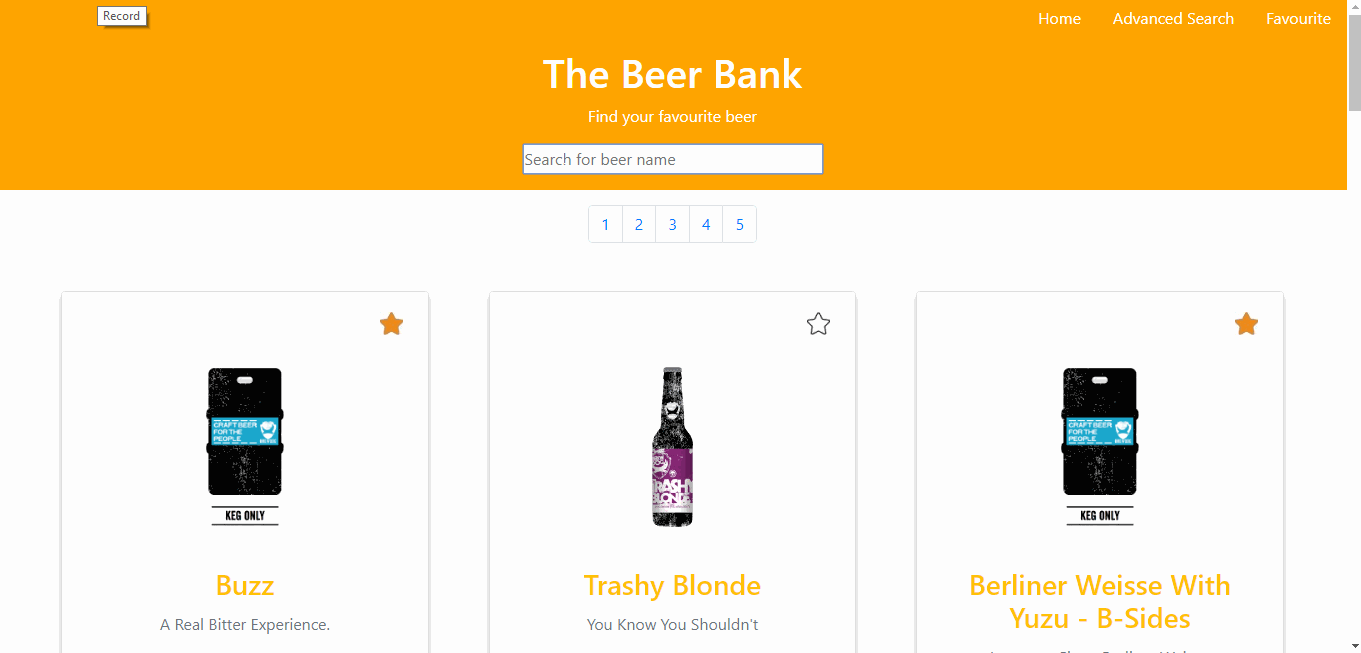 Record
Home Advanced Search Favourite
The Beer Bank
Find your favourite beer
Search for beer name
1 2 3 4 5
CRAFT BEER
FOR THE
PEOPLE
KEG ONLY
TRASHY
BLONDE
CRAFT BEER
FOR THE
PEOPLE
KEG ONLY
Buzz
A Real Bitter Experience.
Trashy Blonde
You Know You Shouldn't
Berliner Weisse With
Yuzu - B-Sides